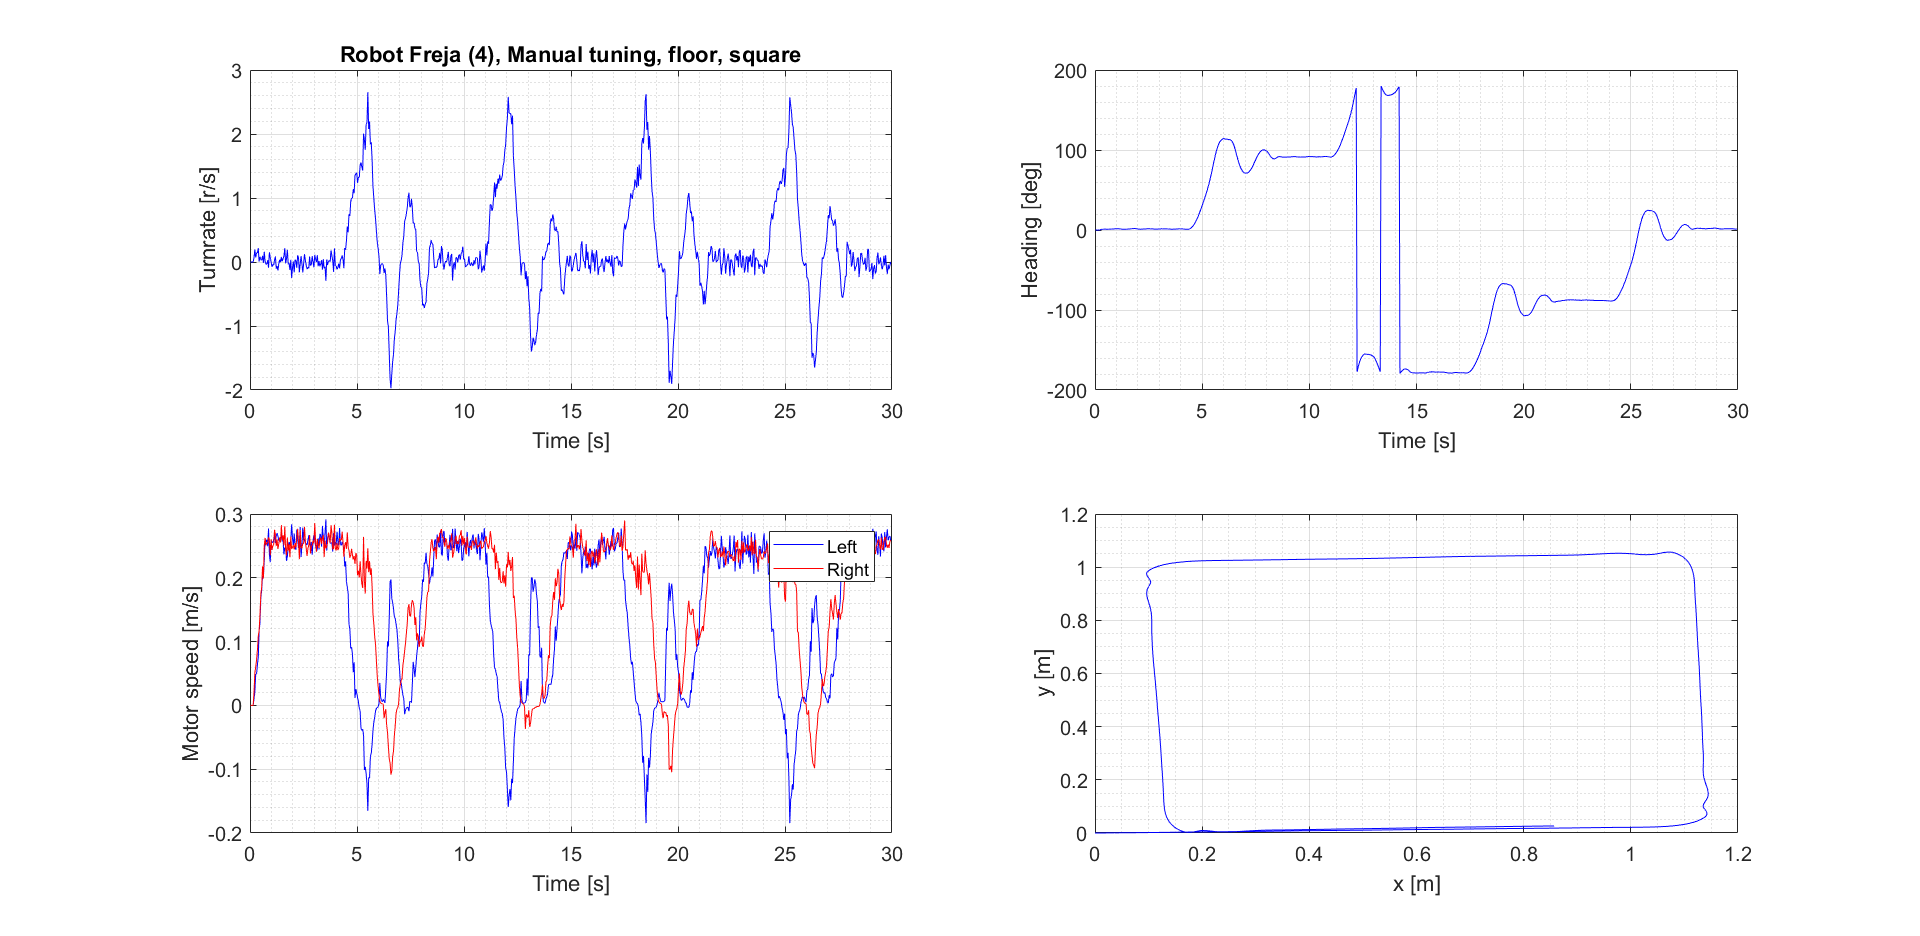 Robot Freja (4), Manual tuning, floor, square
3
2
1
0
-1
-2
Turnrate [r/s]
0 5 10 15 20 25 30
Time [s]
200
100
0
-100
-200
Heading [deg]
0 5 10 15 20 25 30
Time [s]
0.3
0.2
0.1
0
-0.1
-0.2
Motor speed [m/s]
Left
Right
0 5 10 15 20 25 30
Time [s]
1.2
1
0.8
0.6
0.4
0.2
0
y [m]
0 0.2 0.4 0.6 0.8 1 1.2
x [m]